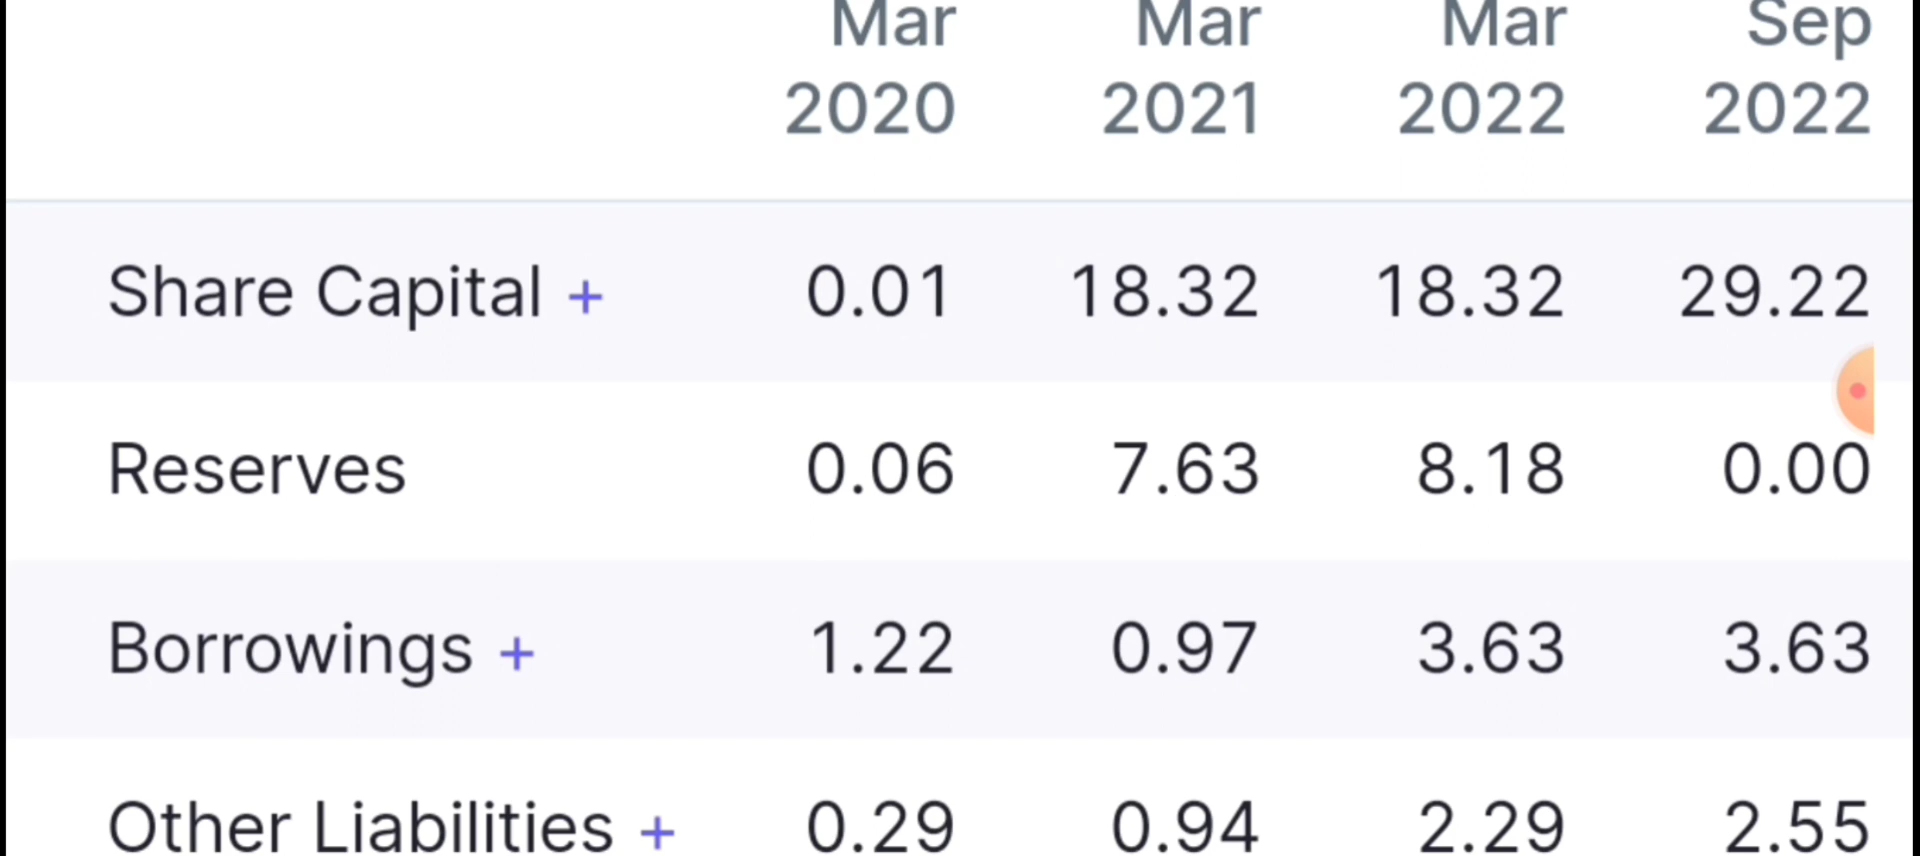 Mar Mar Mar Sep
2020 2021 2022 2022
Share Capital + 0.01 18.32 18.32 29.22
Reserves 0.06 7.63 8.18 0.00
Borrowings + 1.22 0.97 3.63 3.63
Other Liabilities + 0.29 0.94 2.29 2.55